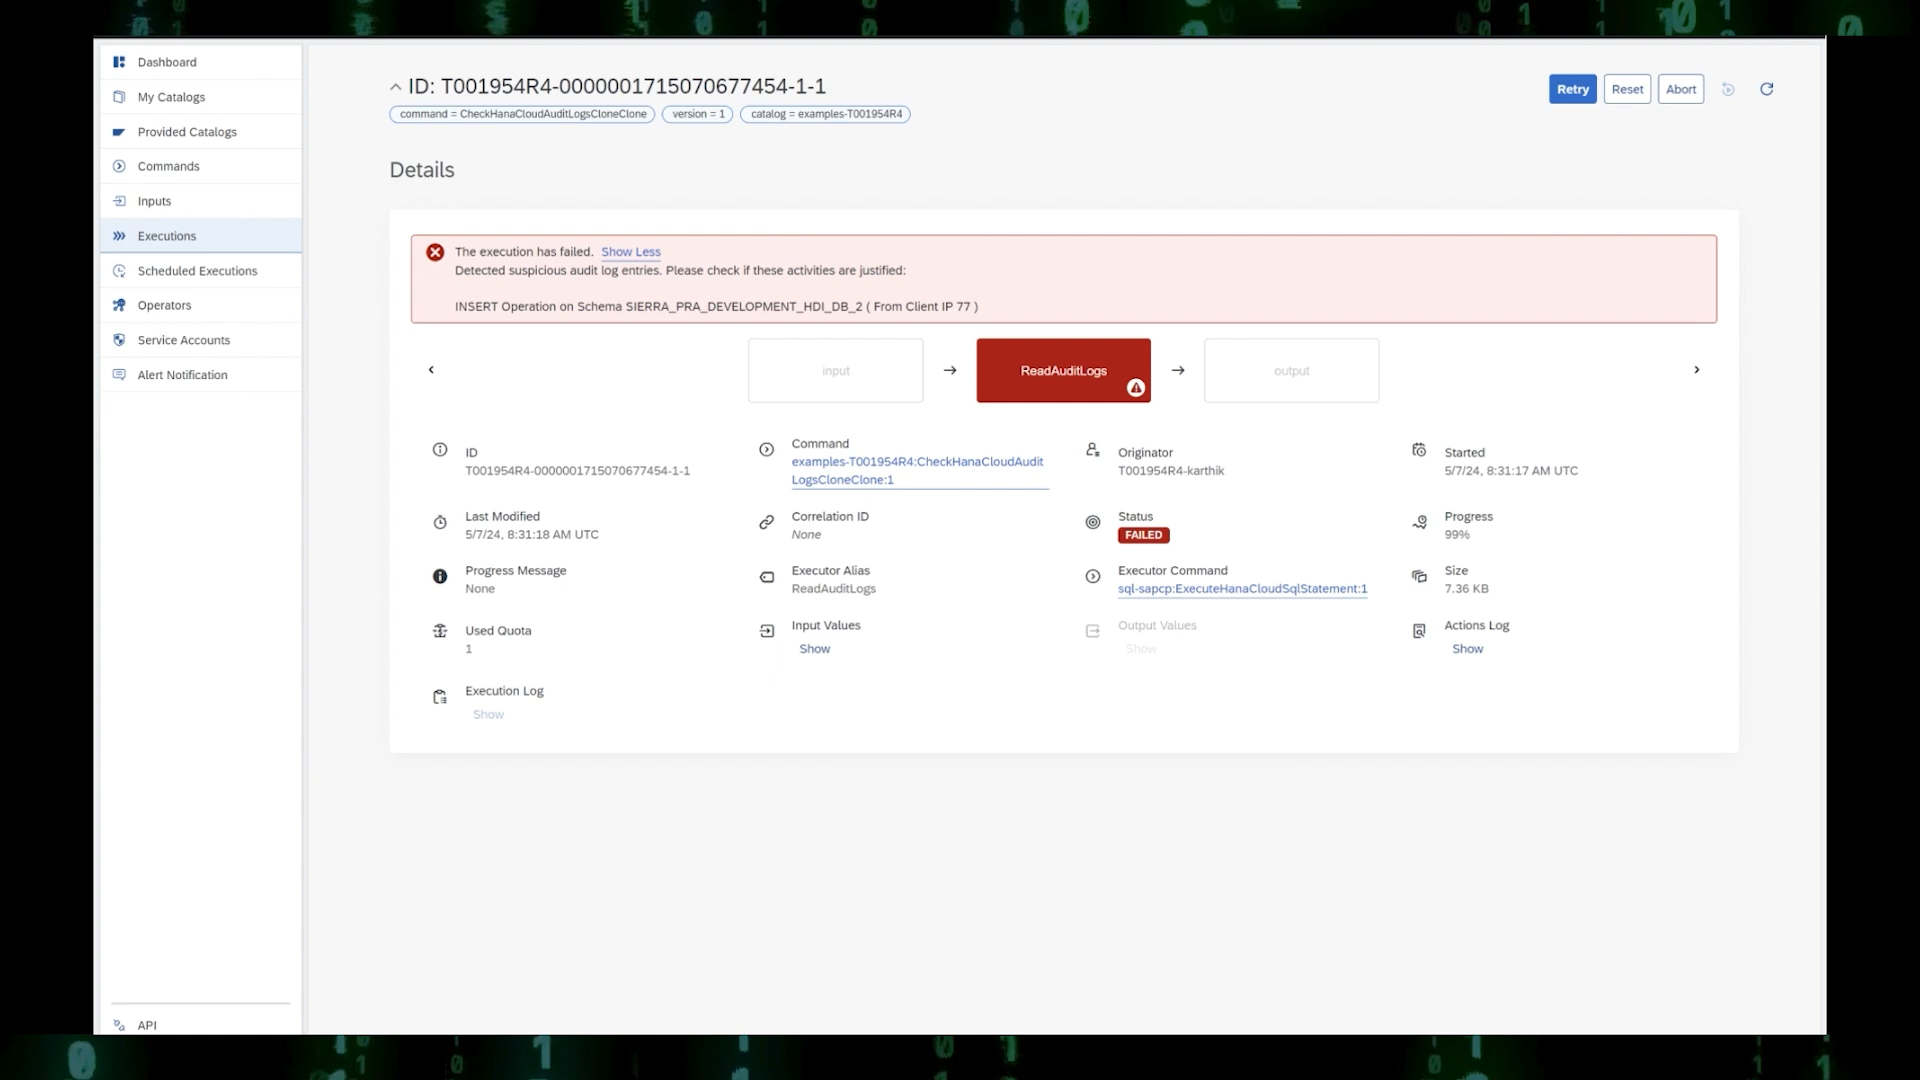 Dashboard
My Catalogs
Provided Catalogs
Commands
Inputs
Executions
Scheduled Executions
Operators
Service Accounts
Alert Notification
API
ID: T001954R4-0000001715070677454-1-1
command = CheckHanaCloudAuditLogsCloneClone
version = 1
catalog = examples-T001954R4
Retry
Reset
Abort
Details
The execution has failed. Show Less
Detected suspicious audit log entries. Please check if these activities are justified:
INSERT Operation on Schema SIERRA_PRA_DEVELOPMENT_HDI_DB_2 ( From Client IP 77 )
input
ReadAuditLogs
output
ID
T001954R4-0000001715070677454-1-1
Command
examples-T001954R4:CheckHanaCloudAudit
LogsCloneClone:1
Originator
T001954R4-karthik
Started
5/7/24, 8:31:17 AM UTC
Last Modified
5/7/24, 8:31:18 AM UTC
Correlation ID
None
Status
FAILED
Progress
99%
Progress Message
None
Executor Alias
ReadAuditLogs
Executor Command
sql-sapcp:ExecuteHanaCloudSqlStatement:1
Size
7.36 KB
Used Quota
1
Input Values
Show
Output Values
Show
Actions Log
Show
Execution Log
Show